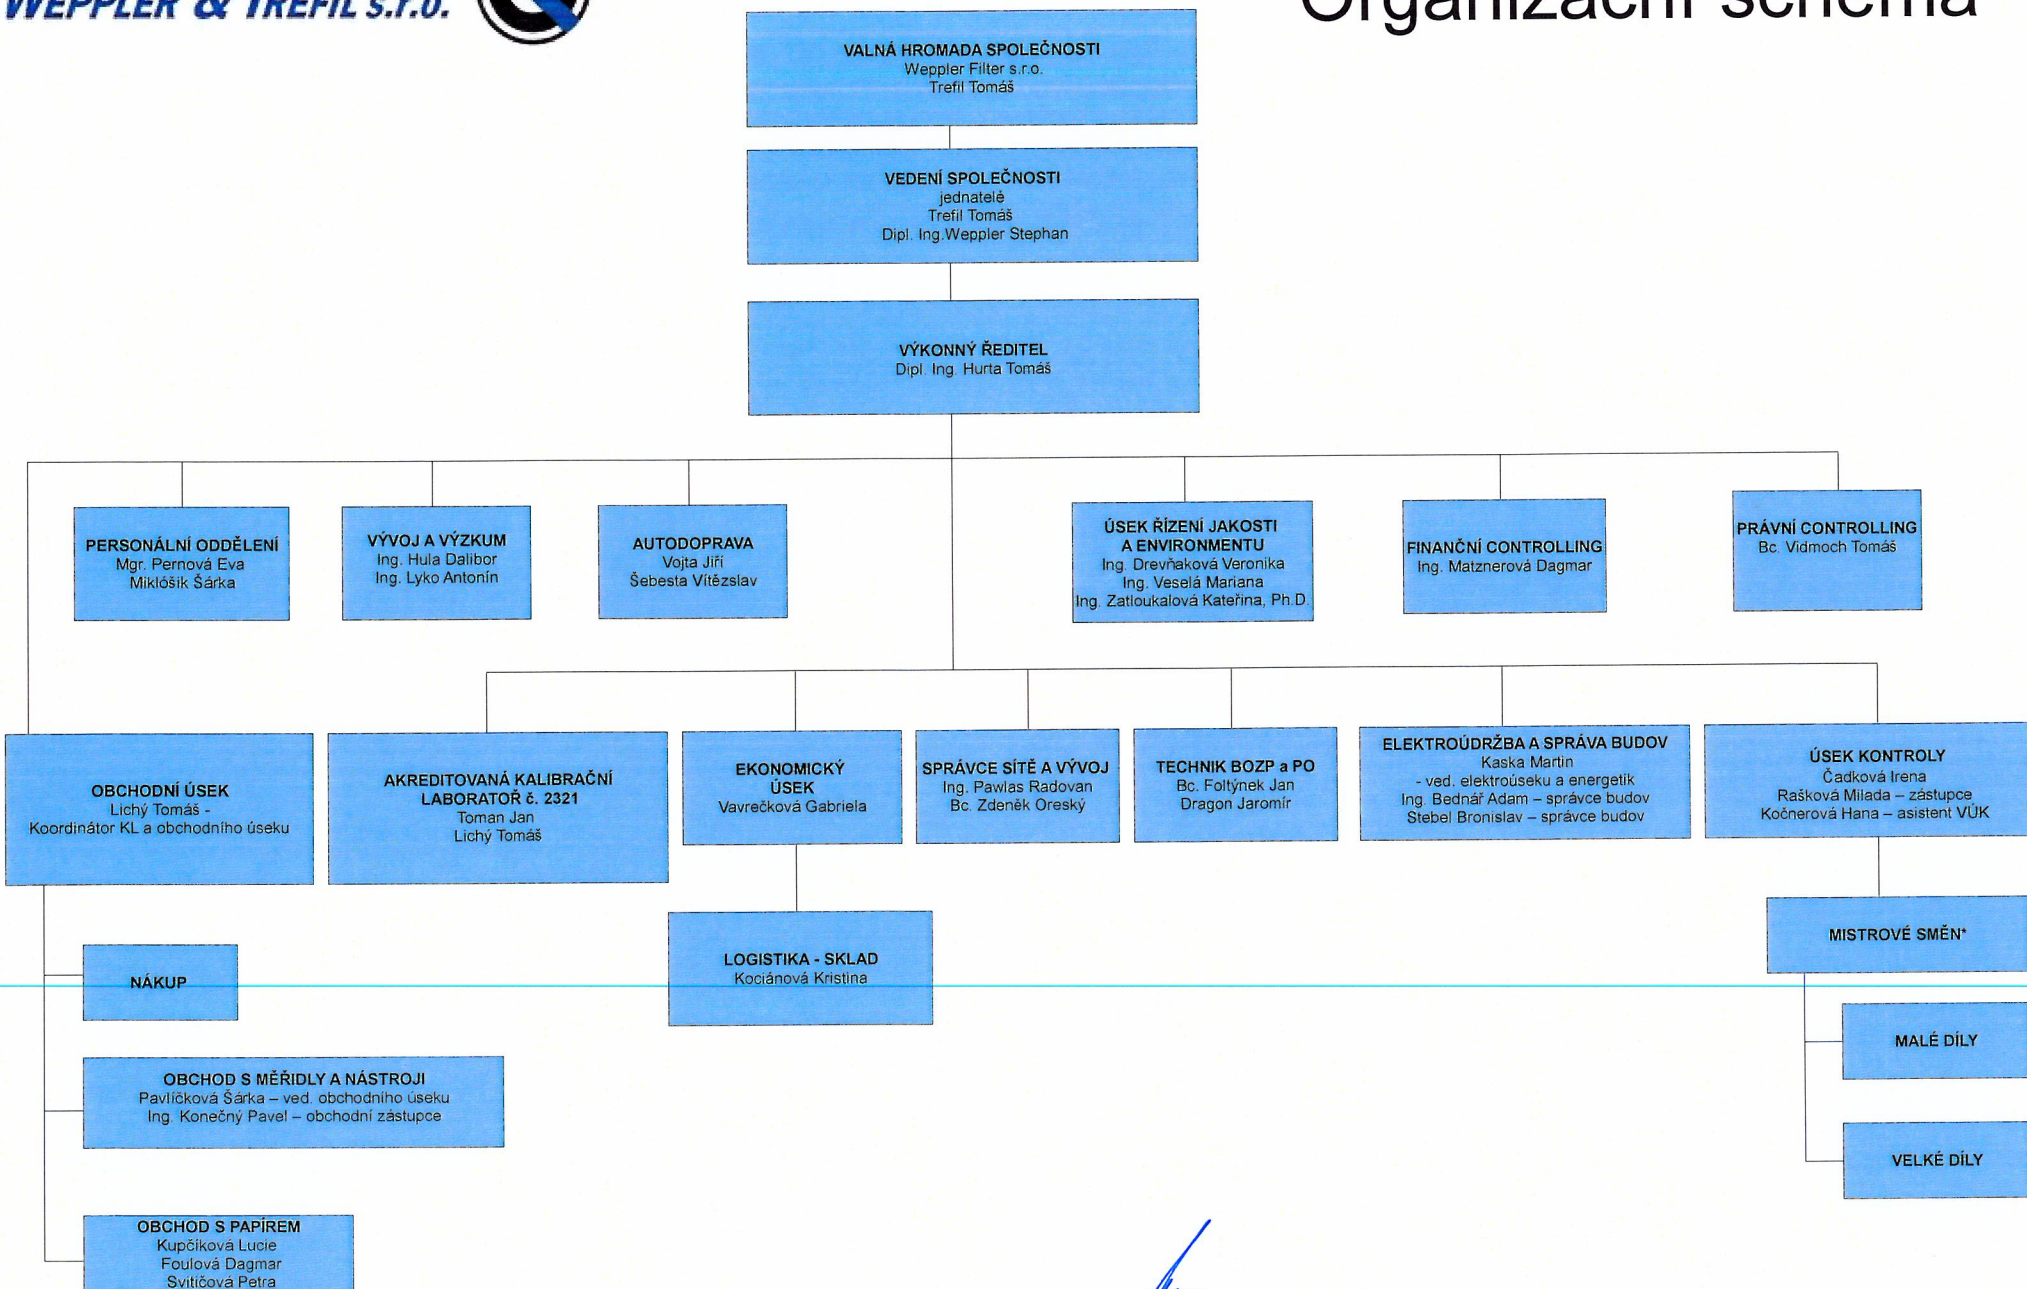 WEPPLER & TREFIL s.r.o.
Organizační schéma
VALNÁ HROMADA SPOLEČNOSTI
Weppler Filter s.r.o.
Trefil Tomáš
VEDENÍ SPOLEČNOSTI
jednatelé
Trefil Tomáš
Dipl. Ing.Weppler Stephan
VÝKONNÝ ŘEDITEL
Dipl. Ing. Hurta Tomáš
PERSONÁLNÍ ODDĚLENÍ
Mgr. Pernová Eva
Miklóšik Šárka
VÝVOJ A VÝZKUM
Ing. Hula Dalibor
Ing. Lyko Antonín
AUTODOPRAVA
Vojta Jiří
Šebesta Vítězslav
ÚSEK ŘÍZENÍ JAKOSTI
A ENVIRONMENTU
Ing. Drevňaková Veronika
Ing. Veselá Mariana
Ing. Zatloukalová Kateřina, Ph.D.
FINANČNÍ CONTROLLING
Ing. Matznerová Dagmar
PRÁVNÍ CONTROLLING
Bc. Vidmoch Tomáš
OBCHODNÍ ÚSEK
Lichý Tomáš -
Koordinátor KL a obchodního úseku
AKREDITOVANÁ KALIBRAČNÍ
LABORATOŘ č. 2321
Toman Jan
Lichý Tomáš
EKONOMICKÝ
ÚSEK
Vavrečková Gabriela
SPRÁVCE SÍTĚ A VÝVOJ
Ing. Pawlas Radovan
Bc. Zdeněk Oreský
TECHNIK BOZP a PO
Bc. Foltýnek Jan
Dragon Jaromír
ELEKTROÚDRŽBA A SPRÁVA BUDOV
Kaska Martin
- ved. elektroúseku a energetik
Ing. Bednář Adam – správce budov
Stebel Bronislav – správce budov
ÚSEK KONTROLY
Čadková Irena
Rašková Milada – zástupce
Kočnerová Hana – asistent VÚK
NÁKUP
LOGISTIKA - SKLAD
Kociánová Kristina
MISTROVÉ SMĚN*
MALÉ DÍLY
OBCHOD S MĚŘIDLY A NÁSTROJI
Pavlíčková Šárka – ved. obchodního úseku
Ing. Konečný Pavel – obchodní zástupce
VELKÉ DÍLY
OBCHOD S PAPÍREM
Kupčíková Lucie
Foulová Dagmar
Svitičová Petra